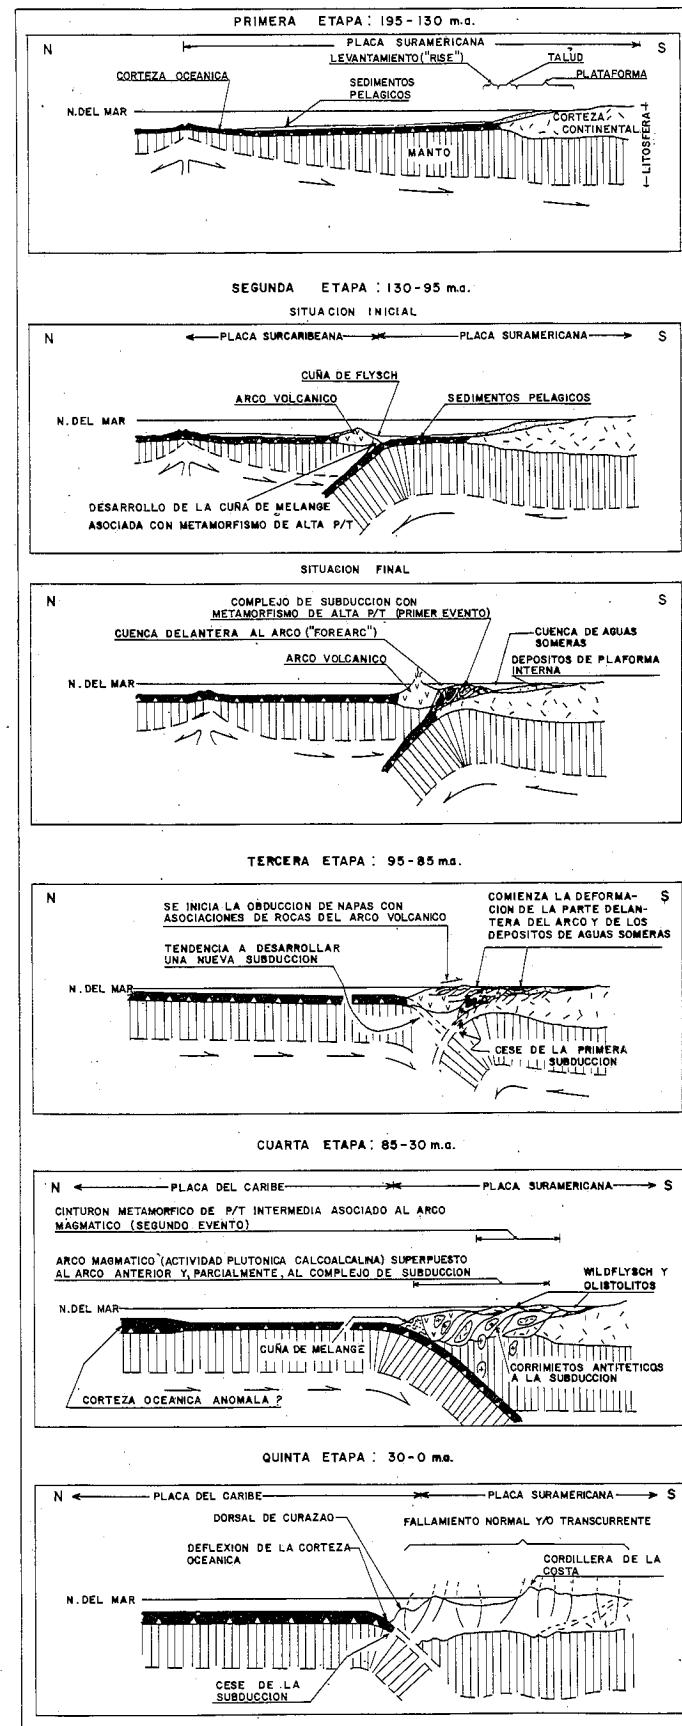 PRIMERA ETAPA: 195-130 m.a.
N
S
PLACA SURAMERICANA
LEVANTAMIENTO("RISE")
TALUD
CORTEZA OCEANICA
SEDIMENTOS
PELAGICOS
PLATAFORMA
N. DEL MAR
CORTEZA
CONTINENTAL
MANTO
LITOSFERA
SEGUNDA ETAPA: 130-95 m.a.
SITUACION INICIAL
N
S
PLACA SURCARIBEANA
PLACA SURAMERICANA
CUÑA DE FLYSCH
ARCO VOLCANICO
SEDIMENTOS PELAGICOS
N. DEL MAR
DESARROLLO DE LA CUÑA DE MELANGE
ASOCIADA CON METAMORFISMO DE ALTA P/T
SITUACION FINAL
N
S
COMPLEJO DE SUBDUCCION CON
METAMORFISMO DE ALTA P/T (PRIMER EVENTO)
CUENCA DELANTERA AL ARCO ("FOREARC")
CUENCA DE AGUAS
SOMERAS
ARCO VOLCANICO
DEPOSITOS DE PLAFORMA
INTERNA
N. DEL MAR
TERCERA ETAPA: 95-85 m.a.
N
S
SE INICIA LA OBDUCCION DE NAPAS CON
ASOCIACIONES DE ROCAS DEL ARCO VOLCANICO
COMIENZA LA DEFORMA-
CION DE LA PARTE DELAN-
TERA DEL ARCO Y DE LOS
DEPOSITOS DE AGUAS SOMERAS
TENDENCIA A DESARROLLAR
UNA NUEVA SUBDUCCION
N. DEL MAR
CESE DE LA PRIMERA
SUBDUCCION
CUARTA ETAPA: 85-30 m.a.
N
PLACA DEL CARIBE
PLACA SURAMERICANA
S
CINTURON METAMORFICO DE P/T INTERMEDIA ASOCIADO AL ARCO
MAGMATICO (SEGUNDO EVENTO)
ARCO MAGMATICO (ACTIVIDAD PLUTONICA CALCOALCALINA) SUPERPUESTO
AL ARCO ANTERIOR Y, PARCIALMENTE, AL COMPLEJO DE SUBDUCCION
WILDFLYSCH Y
OLISTOLITOS
N. DEL MAR
CUÑA DE MELANGE
CORRIMIETOS ANTITETICOS
A LA SUBDUCCION
CORTEZA OCEANICA ANOMALA ?
QUINTA ETAPA: 30-0 m.a.
N
PLACA DEL CARIBE
PLACA SURAMERICANA
S
DORSAL DE CURAZAO
FALLAMIENTO NORMAL Y/O TRANSCURRENTE
DEFLEXION DE LA CORTEZA
OCEANICA
CORDILLERA DE LA
COSTA
N. DEL MAR
CESE DE LA
SUBDUCCION